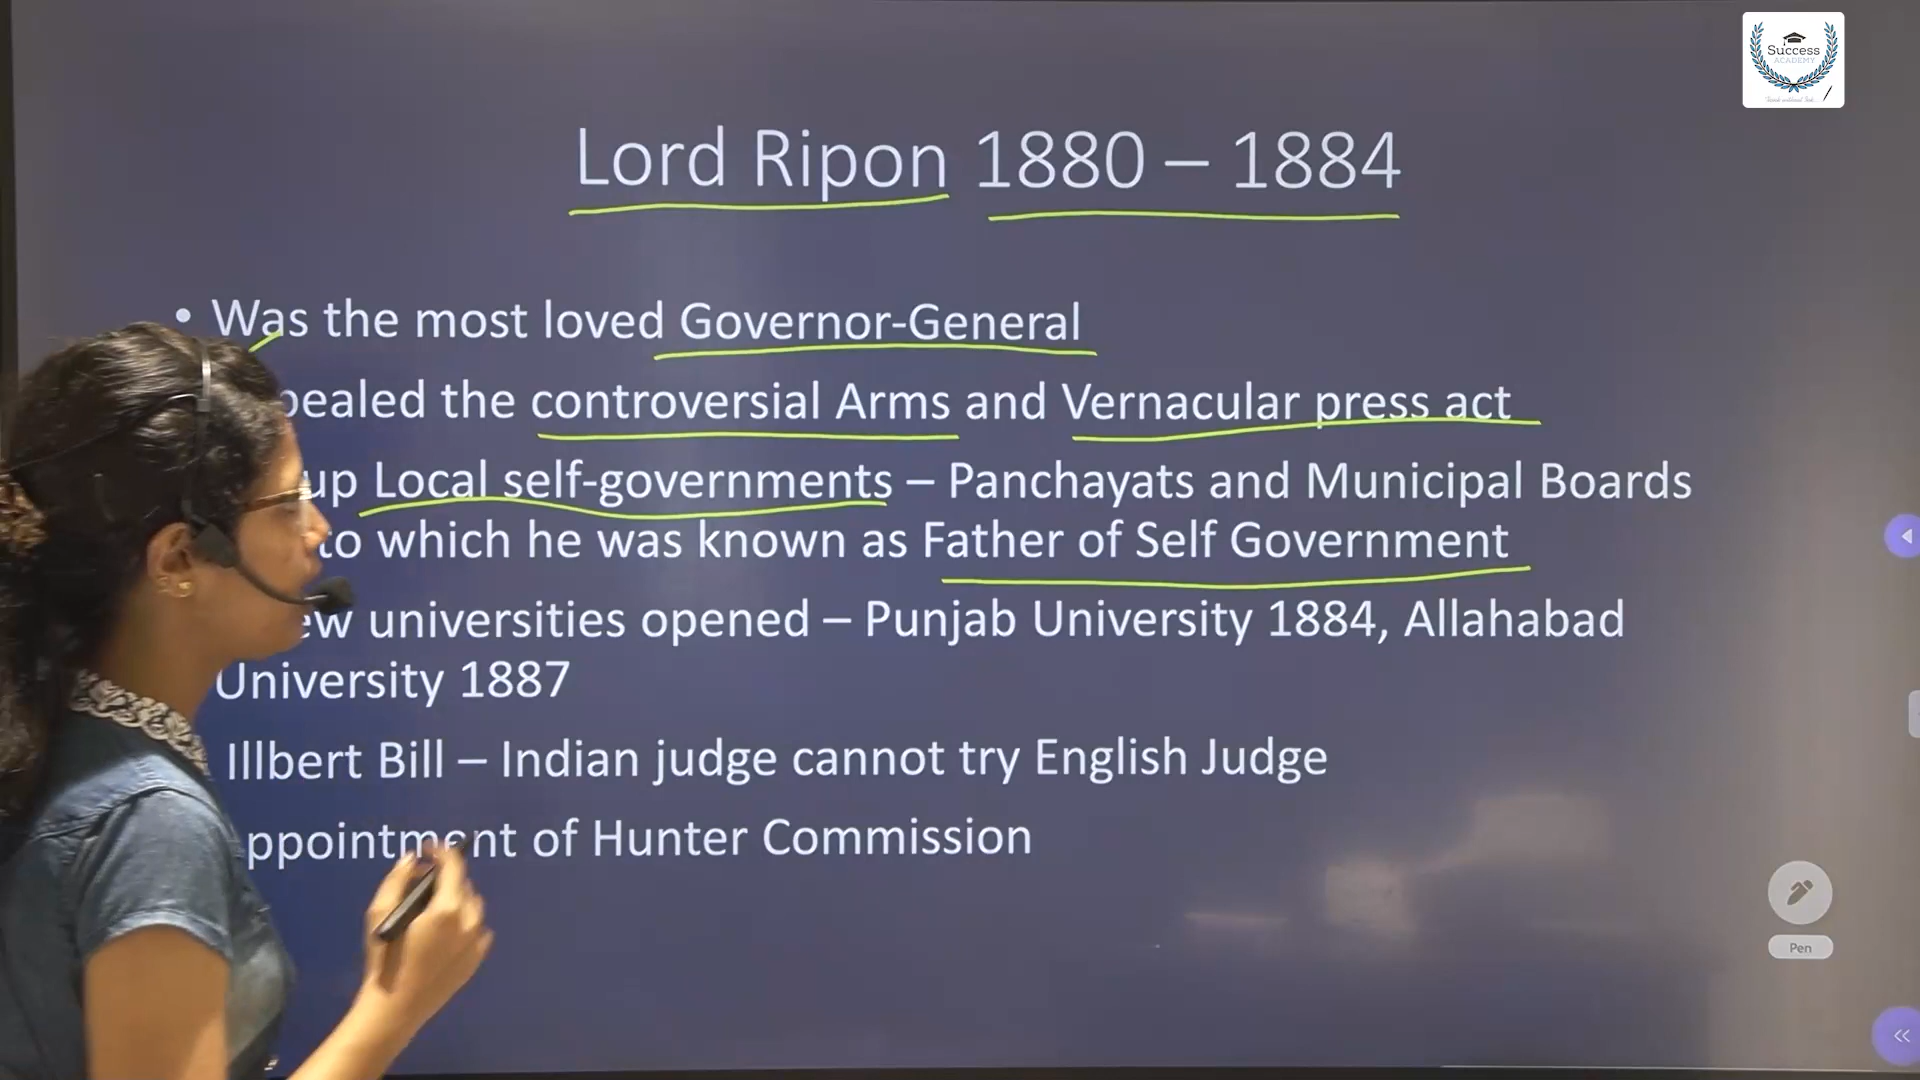 Success
ACADEMY
Lord Ripon 1880 – 1884
• Was the most loved Governor-General
pealed the controversial Arms and Vernacular press act
up Local self-governments – Panchayats and Municipal Boards
to which he was known as Father of Self Government
ew universities opened – Punjab University 1884, Allahabad
University 1887
Illbert Bill – Indian judge cannot try English Judge
ppointment of Hunter Commission
Pen